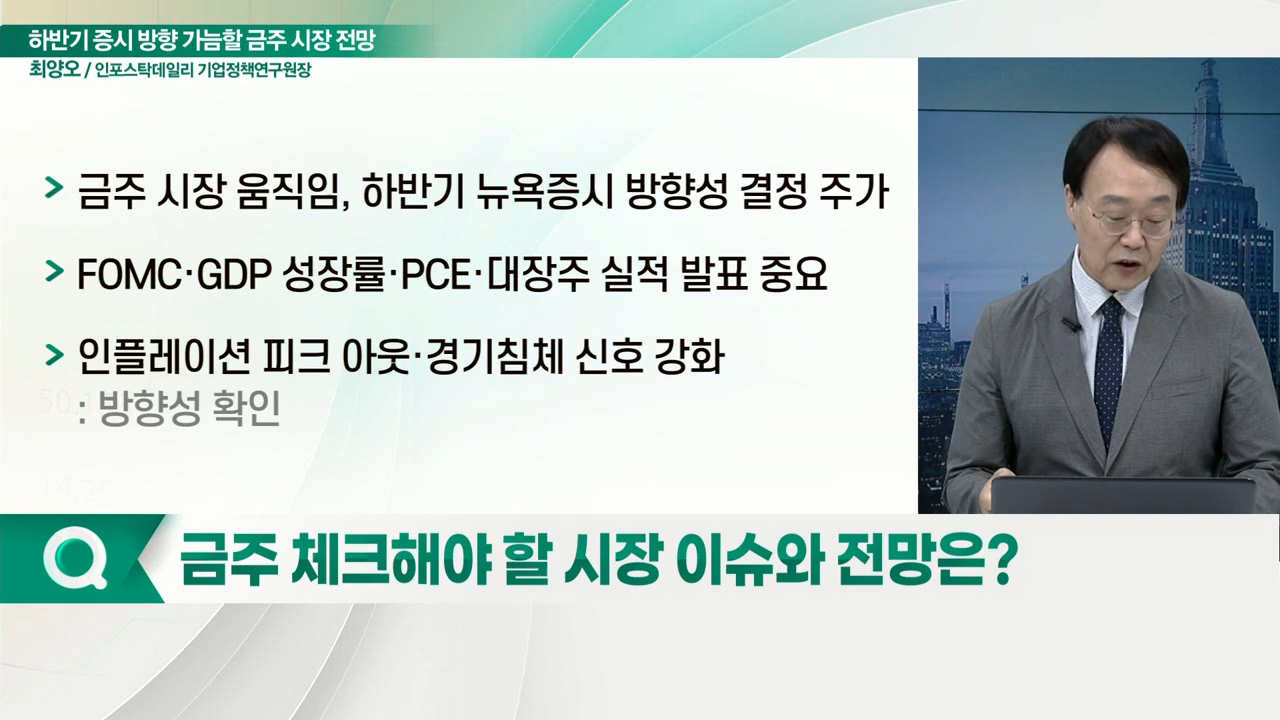 하반기 증시 방향 가늠할 금주 시장 전망
최양오 / 인포스탁데일리 기업정책연구원장
금주 시장 움직임, 하반기 뉴욕증시 방향성 결정 주가
FOMC·GDP 성장률·PCE·대장주 실적 발표 중요
인플레이션 피크 아웃·경기침체 신호 강화
: 방향성 확인
금주 체크해야 할 시장 이슈와 전망은?